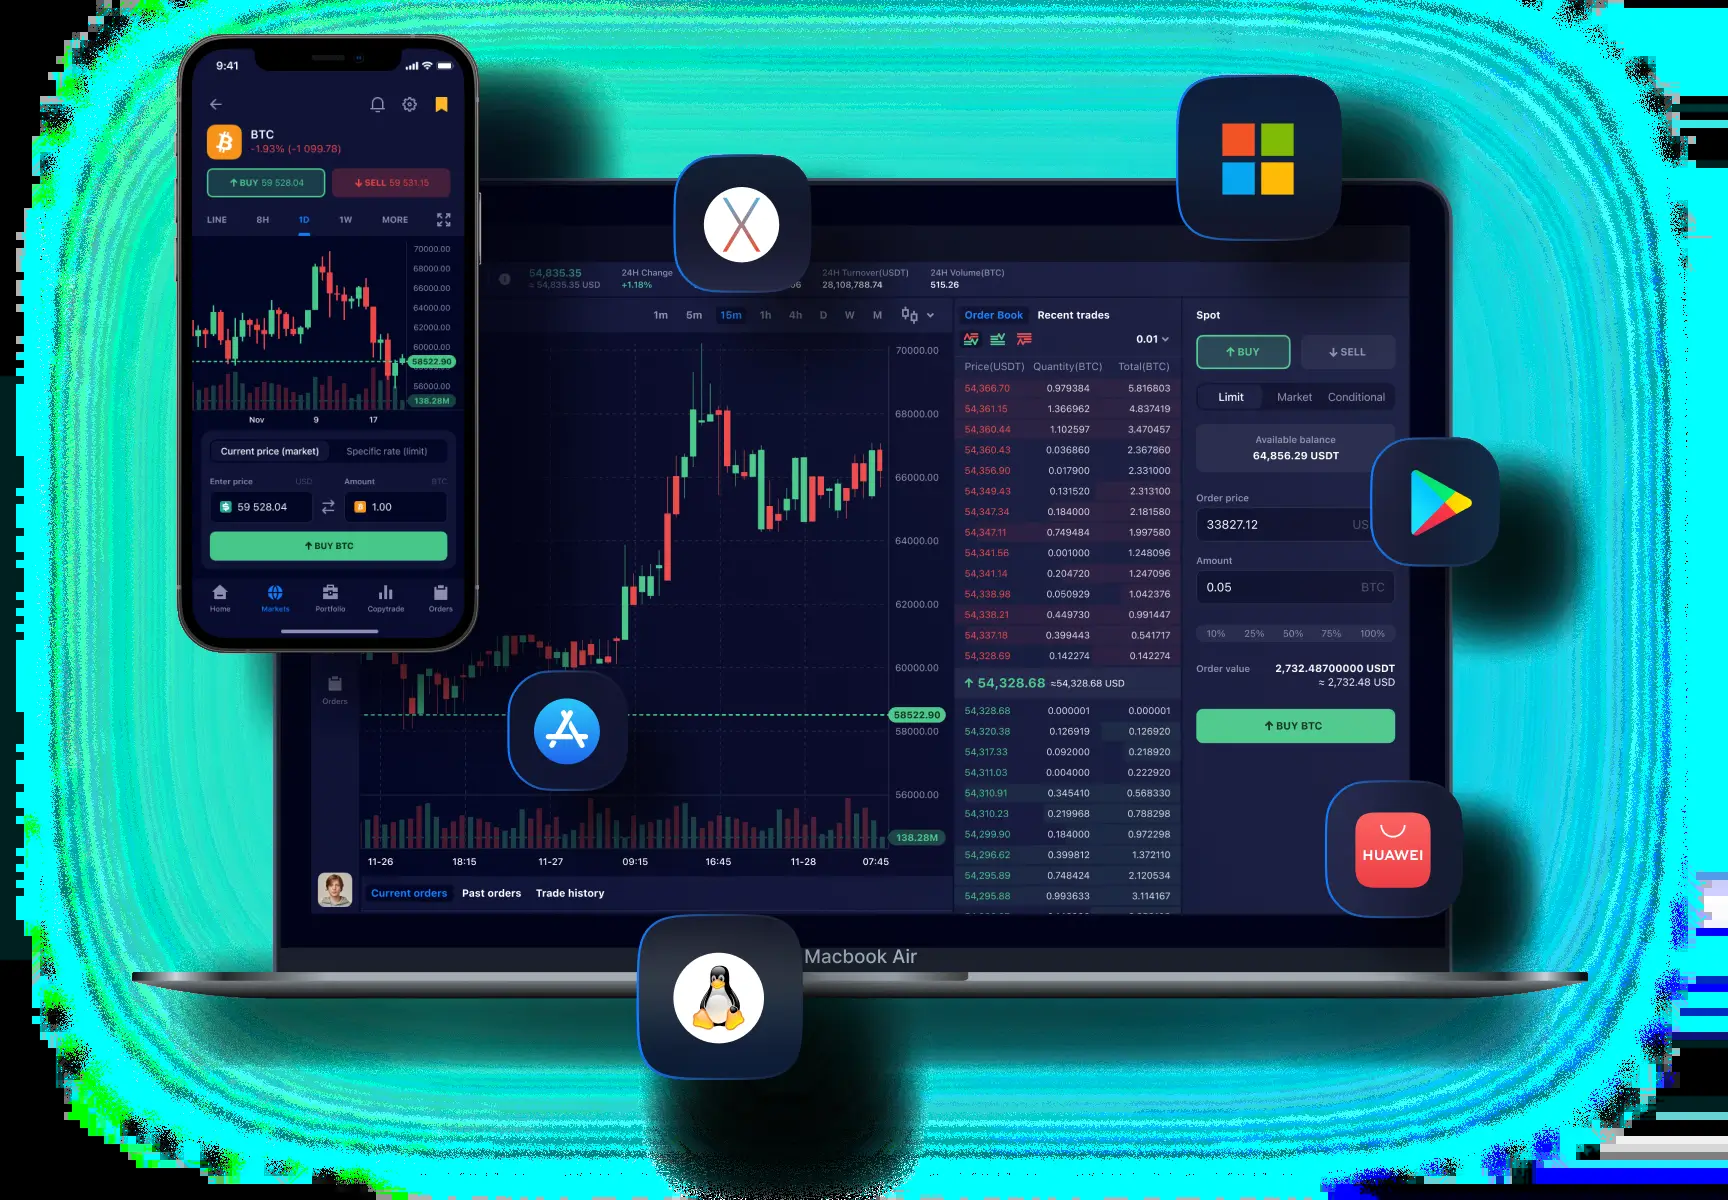 9:41
BTC
-1.93% (-1 099.78)
BUY 59 528.04
SELL 59 531.15
LINE 8H 1D 1W MORE
70000.00
68000.00
66000.00
64000.00
62000.00
60000.00
58522.90
56000.00
138.28M
Nov 9 17
Current price (market) Specific rate (limit)
Enter price USD Amount BTC
59 528.04 1.00
BUY BTC
Home Markets Portfolio Copytrade Orders
54,835.35
≈ 54,835.35 USD
24H Change
+1.18%
06
24H Turnover(USDT)
28,108,788.74
24H Volume(BTC)
515.26
1m 5m 15m 1h 4h D W M
70000.00
68000.00
66000.00
64000.00
62000.00
60000.00
58522.90
58000.00
56000.00
138.28M
11-26 18:15 11-27 09:15 16:45 11-28 07:45
Orders
Current orders Past orders Trade history
Order Book Recent trades
0.01
Price(USDT) Quantity(BTC) Total(BTC)
54,366.70 0.979384 5.816803
54,361.15 1.366962 4.837419
54,360.44 1.102597 3.470457
54,360.43 0.036860 2.367860
54,356.90 0.017900 2.331000
54,349.43 0.131520 2.313100
54,347.34 0.184000 2.181580
54,347.11 0.749484 1.997580
54,341.56 0.001000 1.248096
54,341.14 0.204720 1.247096
54,338.98 0.050929 1.042376
54,338.21 0.449730 0.991447
54,337.18 0.399443 0.541717
54,328.69 0.142274 0.142274
54,328.68 ≈54,328.68 USD
54,328.68 0.000001 0.000001
54,320.38 0.126919 0.126920
54,317.33 0.092000 0.218920
54,311.03 0.004000 0.222920
54,310.91 0.345410 0.568330
54,310.23 0.219968 0.788298
54,299.90 0.184000 0.972298
54,296.62 0.399812 1.372110
54,295.89 0.748424 2.120534
54,295.88 0.993633 3.114167
Spot
BUY SELL
Limit Market Conditional
Available balance
64,856.29 USDT
Order price
33827.12 US
Amount
0.05 BTC
10% 25% 50% 75% 100%
Order value 2,732.48700000 USDT
≈ 2,732.48 USD
BUY BTC
HUAWEI
Macbook Air